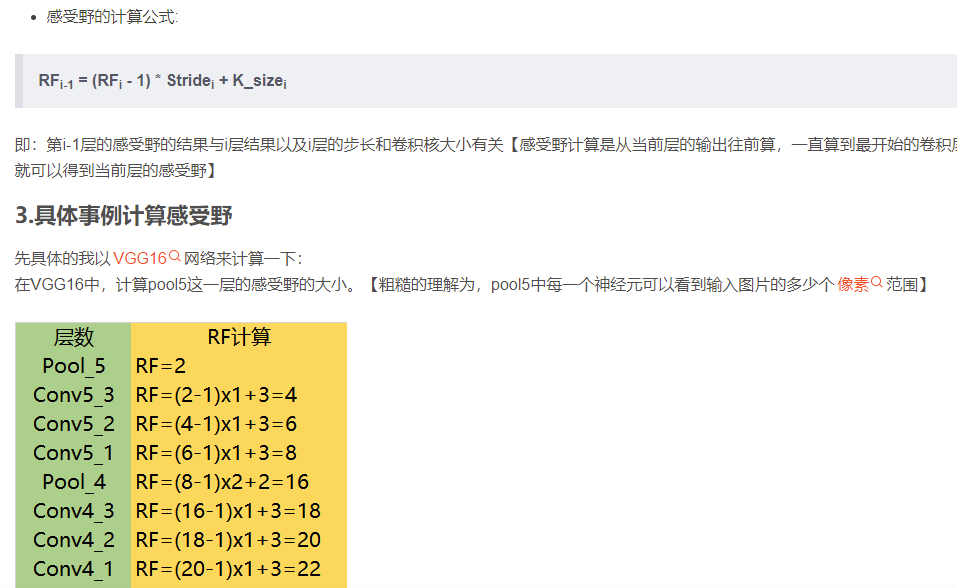 • 感受野的计算公式:
RFi-1 = (RFi - 1) * Stridei + K_sizei
即：第i-1层的感受野的结果与i层结果以及i层的步长和卷积核大小有关【感受野计算是从当前层的输出往前算，一直算到最开始的卷积
就可以得到当前层的感受野】
3.具体事例计算感受野
先具体的我以 VGG16 网络来计算一下：
在VGG16中，计算pool5这一层的感受野的大小。【粗糙的理解为，pool5中每一个神经元可以看到输入图片的多少个 像素 范围】
层数 RF计算
Pool_5 RF=2
Conv5_3 RF=(2-1)x1+3=4
Conv5_2 RF=(4-1)x1+3=6
Conv5_1 RF=(6-1)x1+3=8
Pool_4 RF=(8-1)x2+2=16
Conv4_3 RF=(16-1)x1+3=18
Conv4_2 RF=(18-1)x1+3=20
Conv4_1 RF=(20-1)x1+3=22